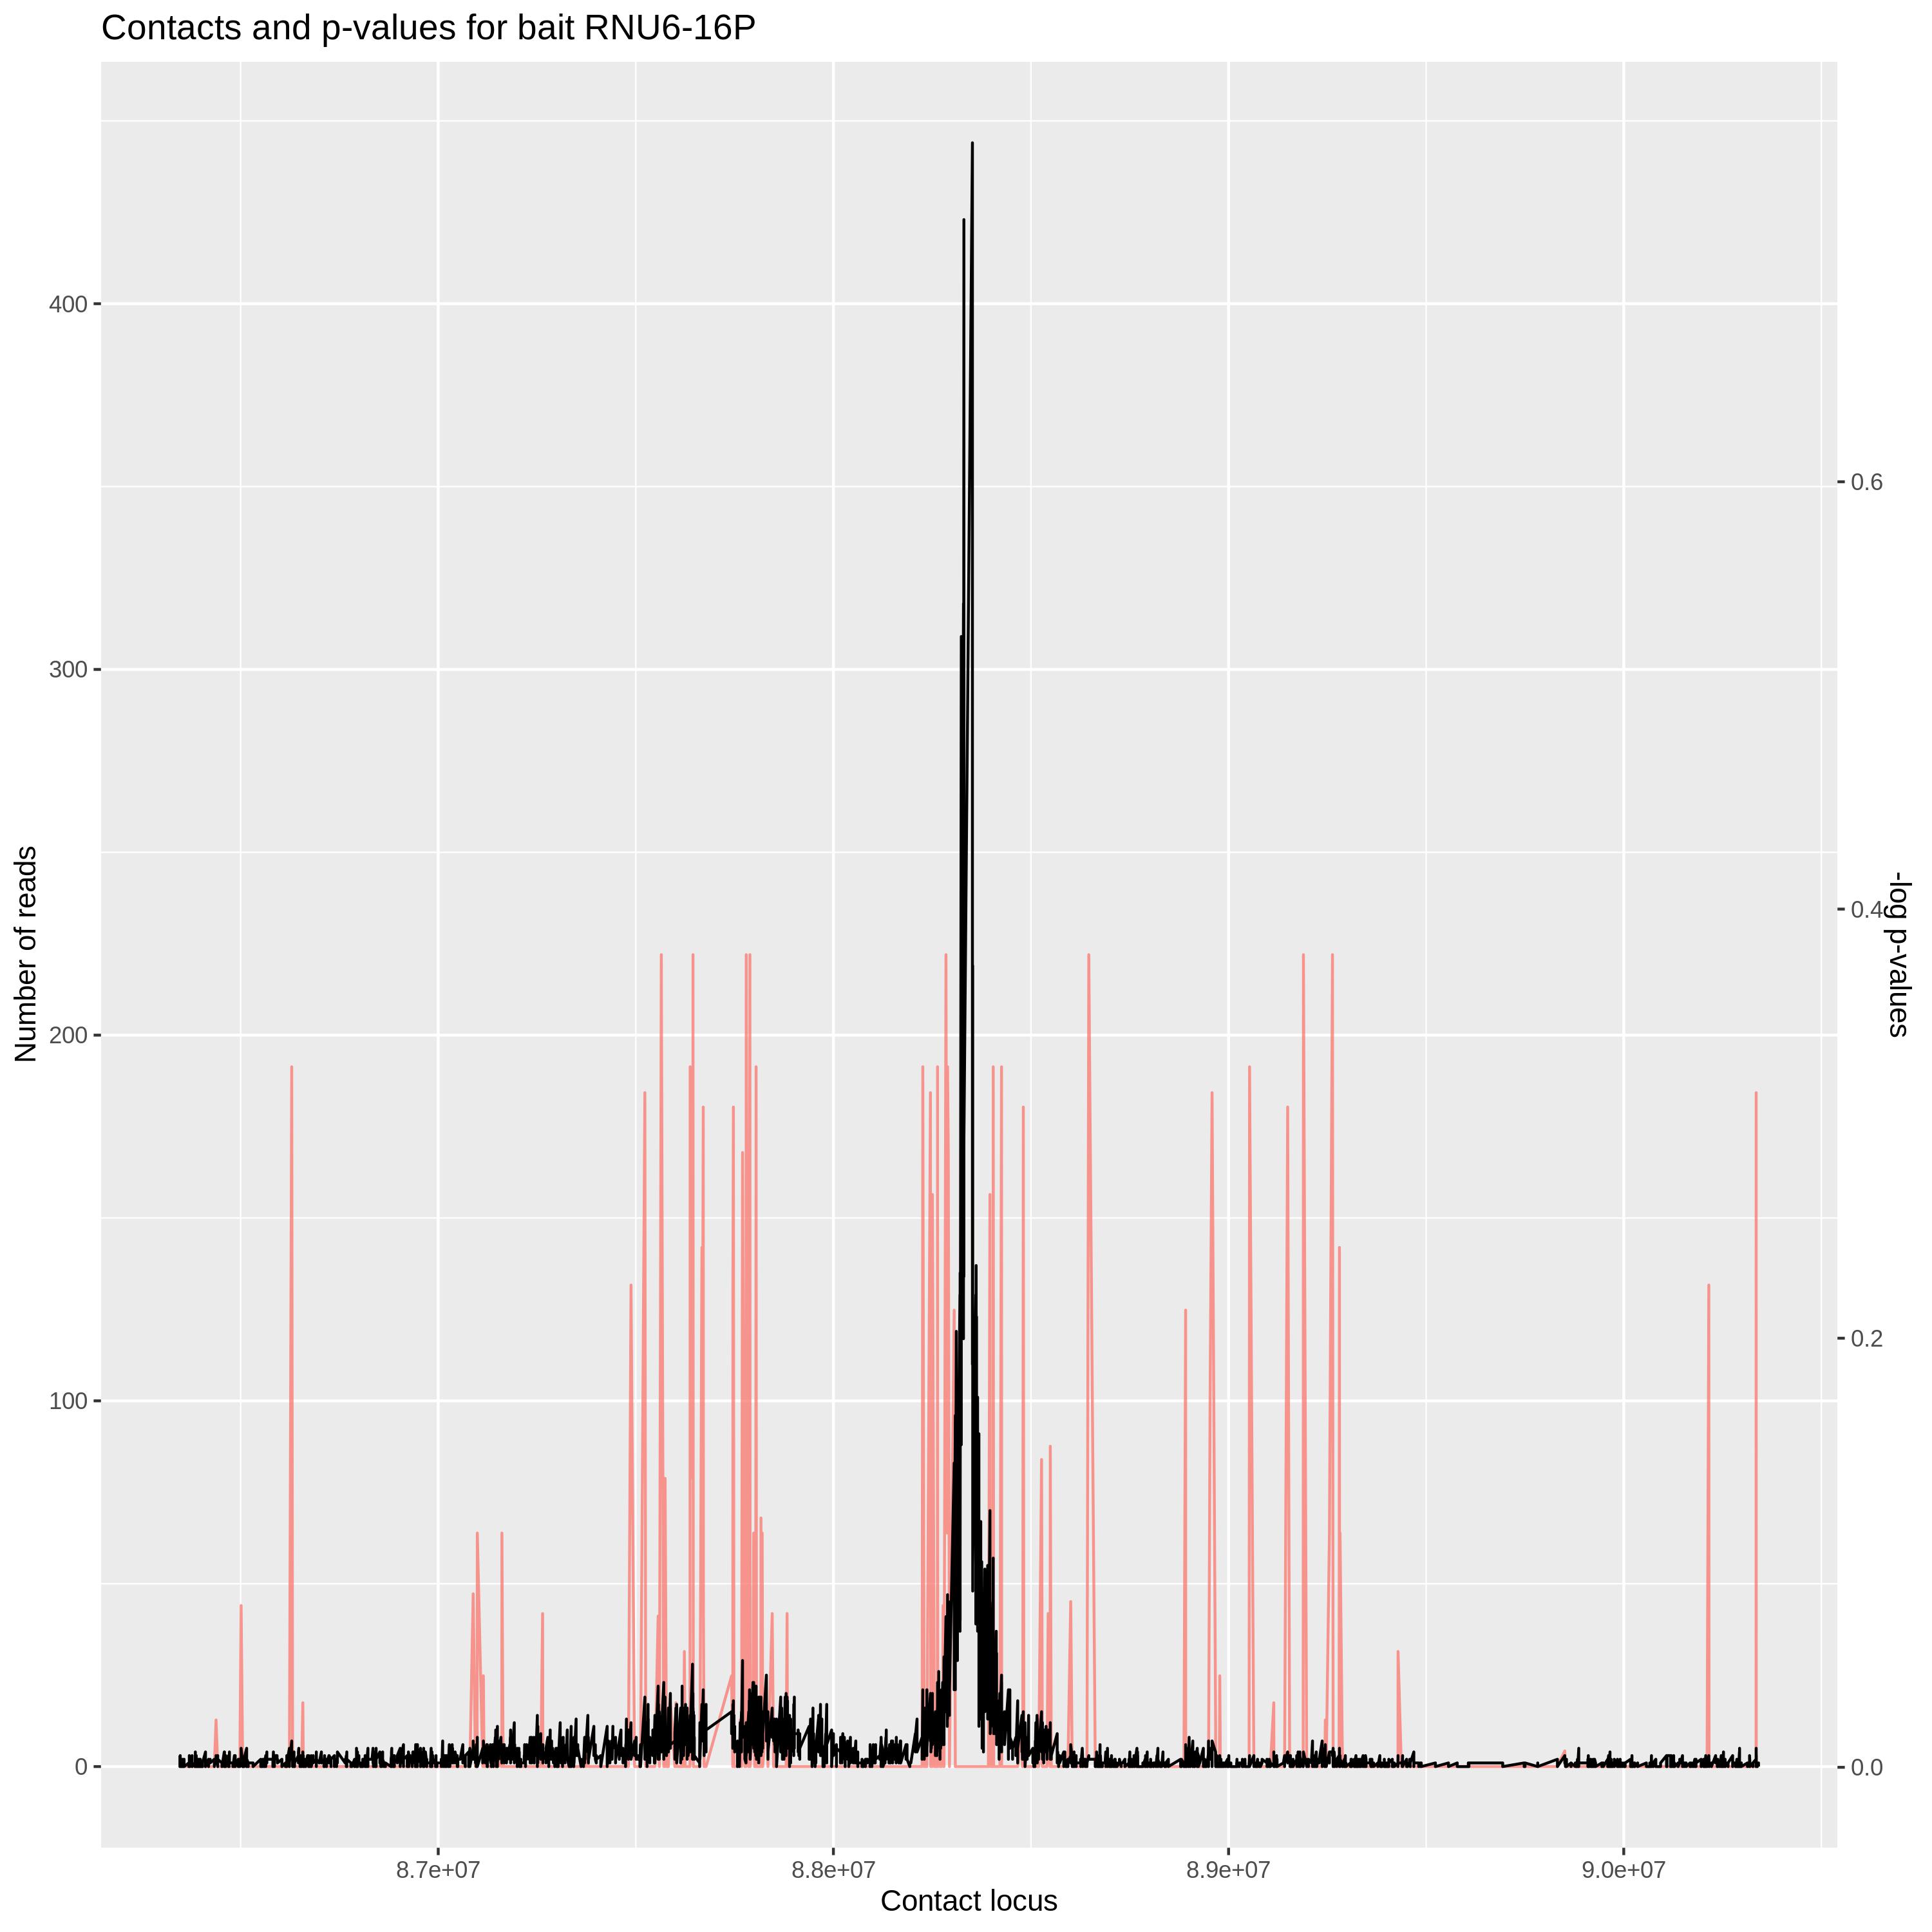 Contacts and p-values for bait RNU6-16P
400
300
200
100
0
Number of reads
0.6
0.4
0.2
0.0
-log p-values
8.7e+07
8.8e+07
8.9e+07
9.0e+07
Contact locus